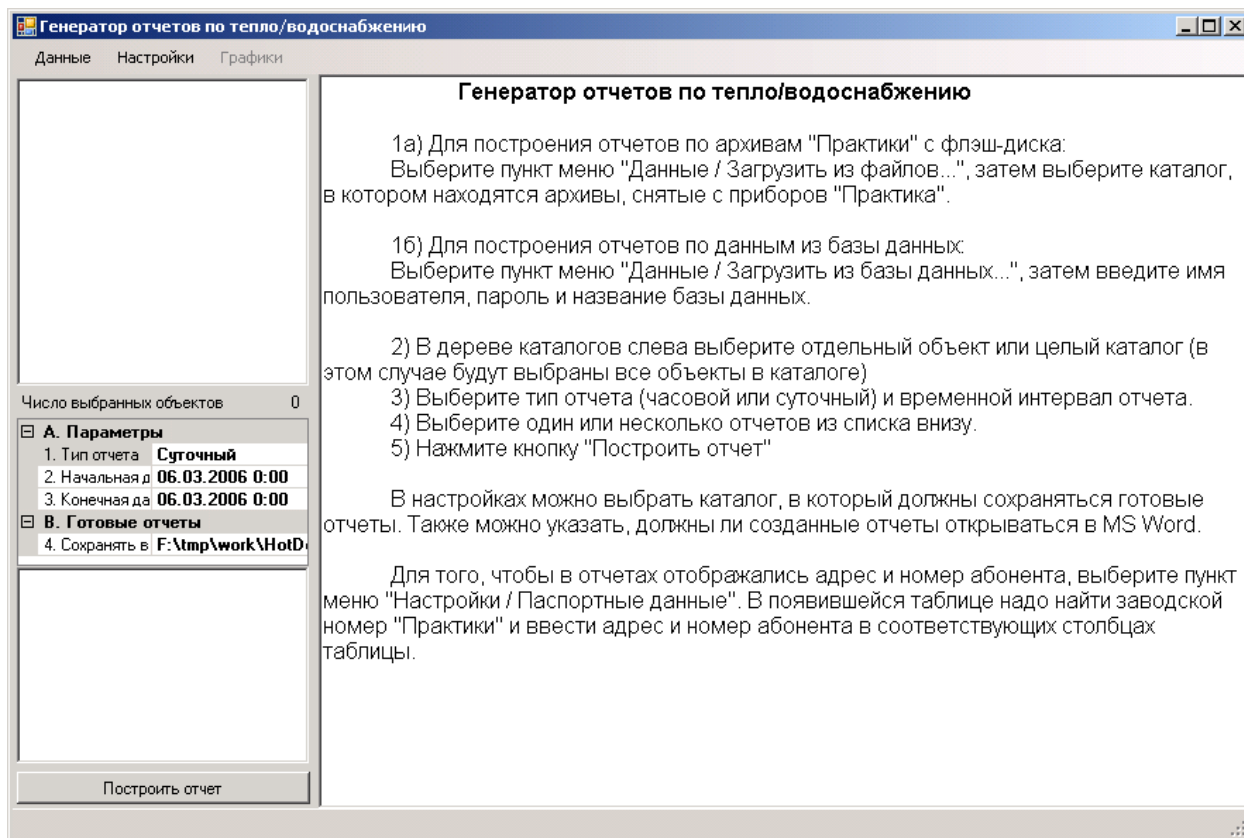 Генератор отчетов по тепло/водоснабжению
Данные Настройки Графики
Число выбранных объектов 0
А. Параметры
1. Тип отчета Суточный
2. Начальная д 06.03.2006 0:00
3. Конечная да 06.03.2006 0:00
В. Готовые отчеты
4. Сохранять в F:\tmp\work\HotD
Построить отчет
Генератор отчетов по тепло/водоснабжению
1а) Для построения отчетов по архивам "Практики" с флэш-диска:
Выберите пункт меню "Данные / Загрузить из файлов...", затем выберите каталог,
в котором находятся архивы, снятые с приборов "Практика".
1б) Для построения отчетов по данным из базы данных:
Выберите пункт меню "Данные / Загрузить из базы данных...", затем введите имя
пользователя, пароль и название базы данных.
2) В дереве каталогов слева выберите отдельный объект или целый каталог (в
этом случае будут выбраны все объекты в каталоге)
3) Выберите тип отчета (часовой или суточный) и временной интервал отчета.
4) Выберите один или несколько отчетов из списка внизу.
5) Нажмите кнопку "Построить отчет"
В настройках можно выбрать каталог, в который должны сохраняться готовые
отчеты. Также можно указать, должны ли созданные отчеты открываться в MS Word.
Для того, чтобы в отчетах отображались адрес и номер абонента, выберите пункт
меню "Настройки / Паспортные данные". В появившейся таблице надо найти заводской
номер "Практики" и ввести адрес и номер абонента в соответствующих столбцах
таблицы.